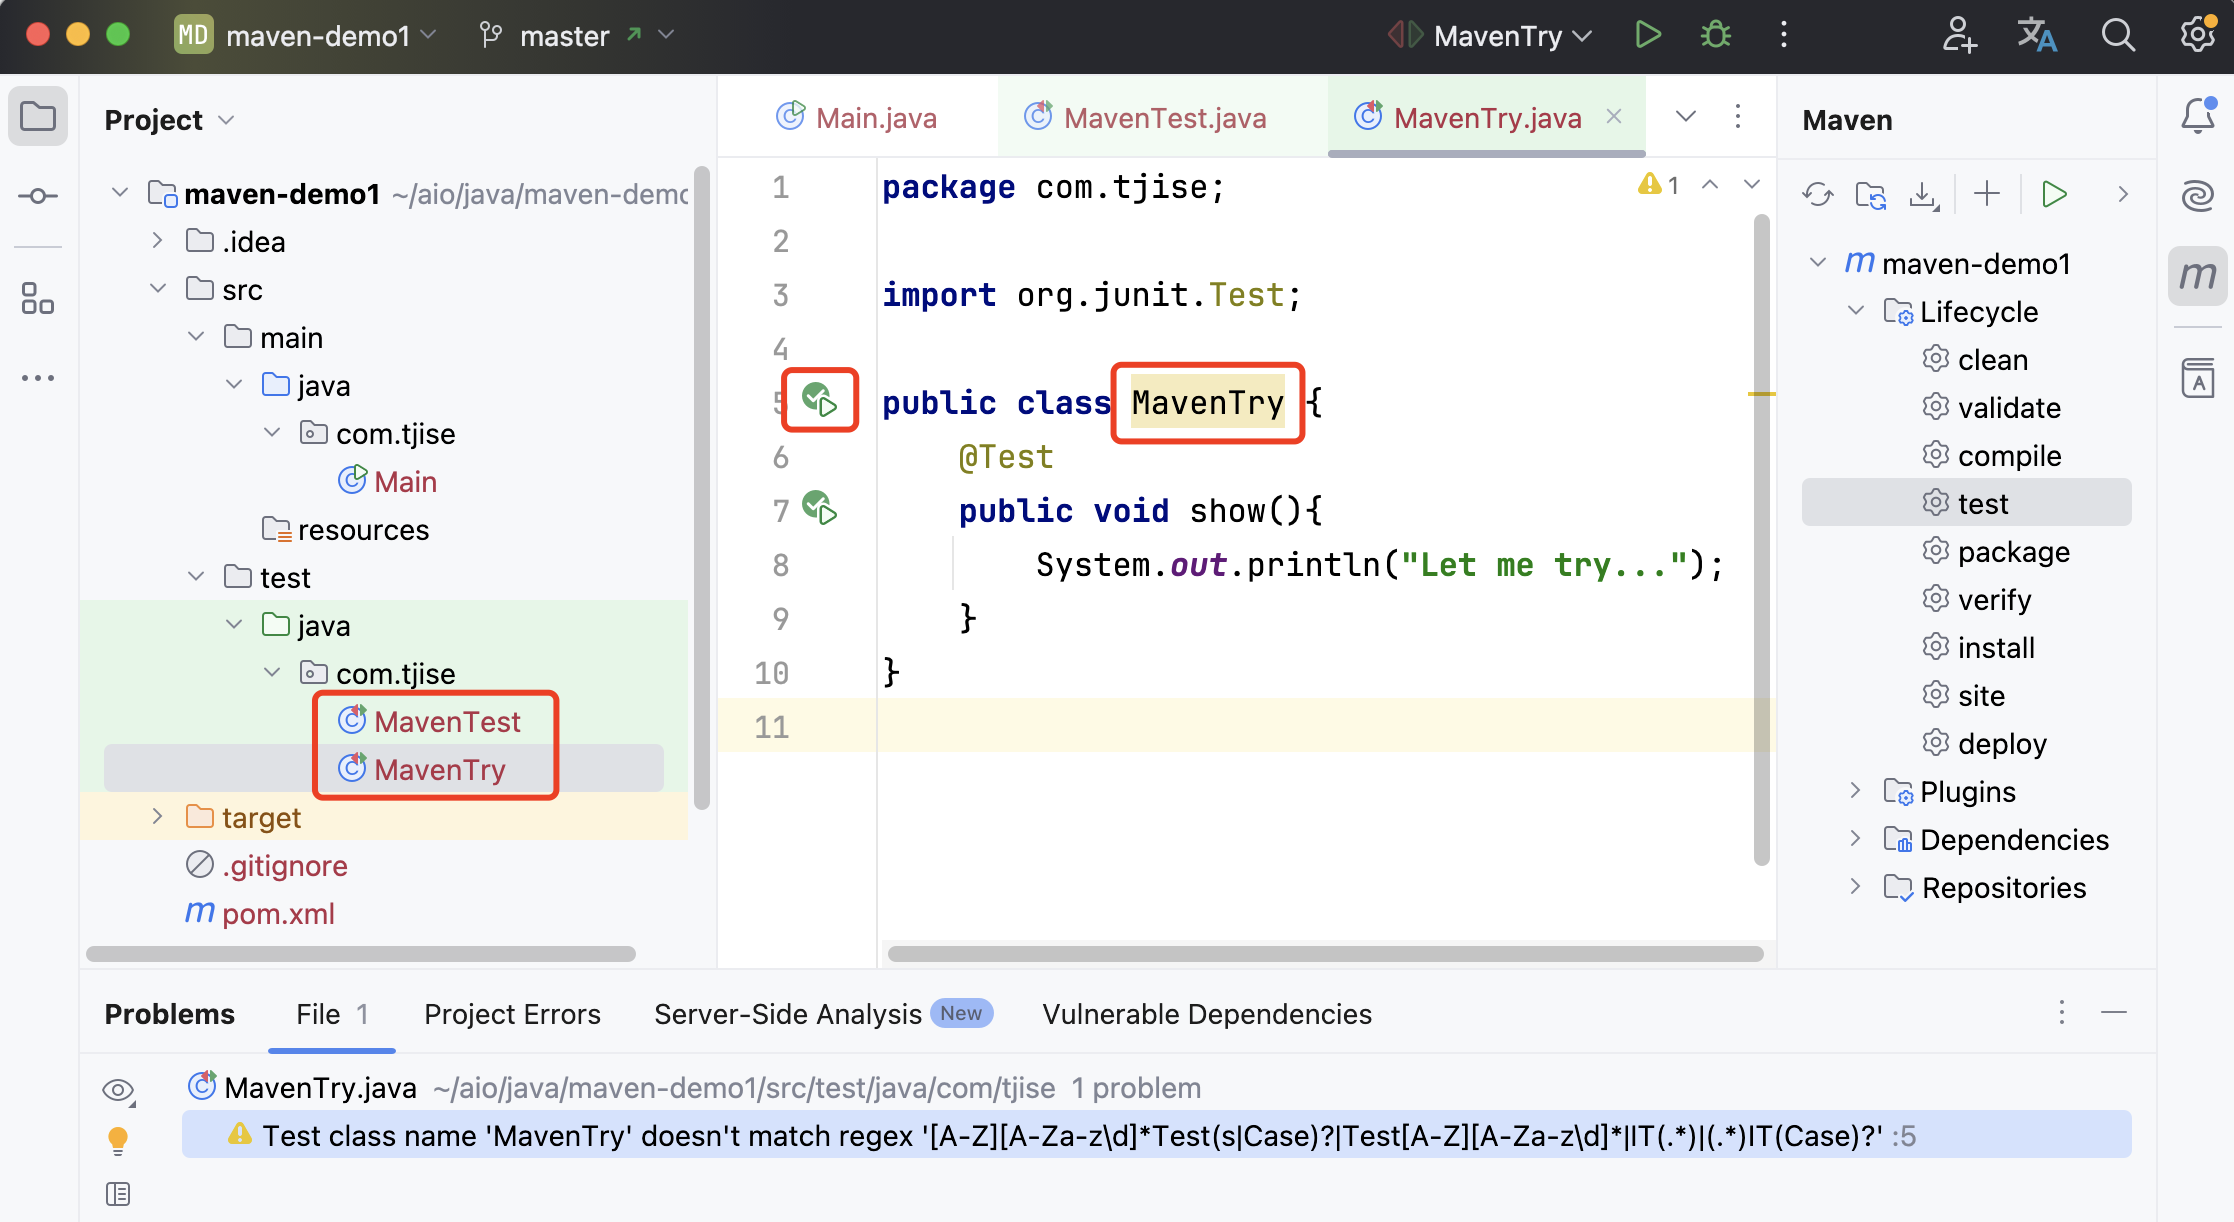 MD maven-demo1 master MavenTry
Project
maven-demo1 ~/aio/java/maven-demo
.idea
src
main
java
com.tjise
Main
resources
test
java
com.tjise
MavenTest
MavenTry
target
.gitignore
pom.xml
Main.java MavenTest.java MavenTry.java
1 package com.tjise;
2
3 import org.junit.Test;
4
5 public class MavenTry {
6 @Test
7 public void show(){
8 System.out.println("Let me try...");
9 }
10 }
11
1
Maven
maven-demo1
Lifecycle
clean
validate
compile
test
package
verify
install
site
deploy
Plugins
Dependencies
Repositories
Problems File 1 Project Errors Server-Side Analysis New Vulnerable Dependencies
MavenTry.java ~/aio/java/maven-demo1/src/test/java/com/tjise 1 problem
Test class name 'MavenTry' doesn't match regex '[A-Z][A-Za-z\d]*Test(s|Case)?|Test[A-Z][A-Za-z\d]*|IT(.*)|(.*)IT(Case)?' :5